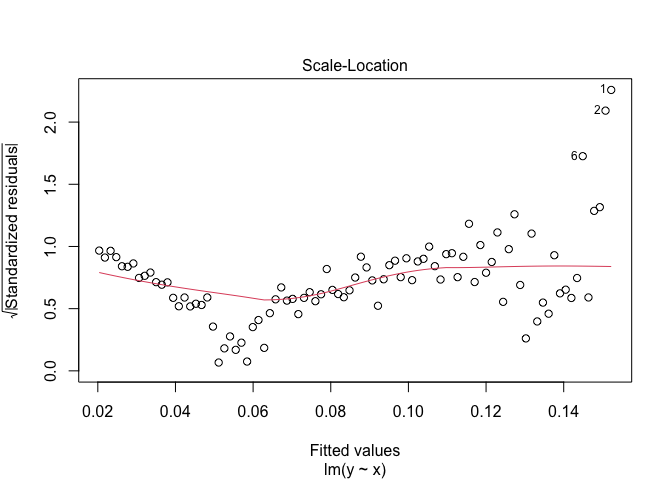 Scale-Location
√|Standardized residuals|
2.0
1.5
1.0
0.5
0.0
1
2
6
0.02 0.04 0.06 0.08 0.10 0.12 0.14
Fitted values
lm(y ~ x)